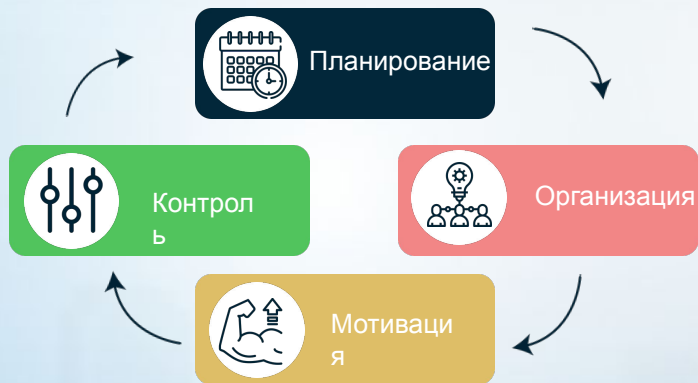 Планирование
Организация
Мотиваци
я
Контрол
ь